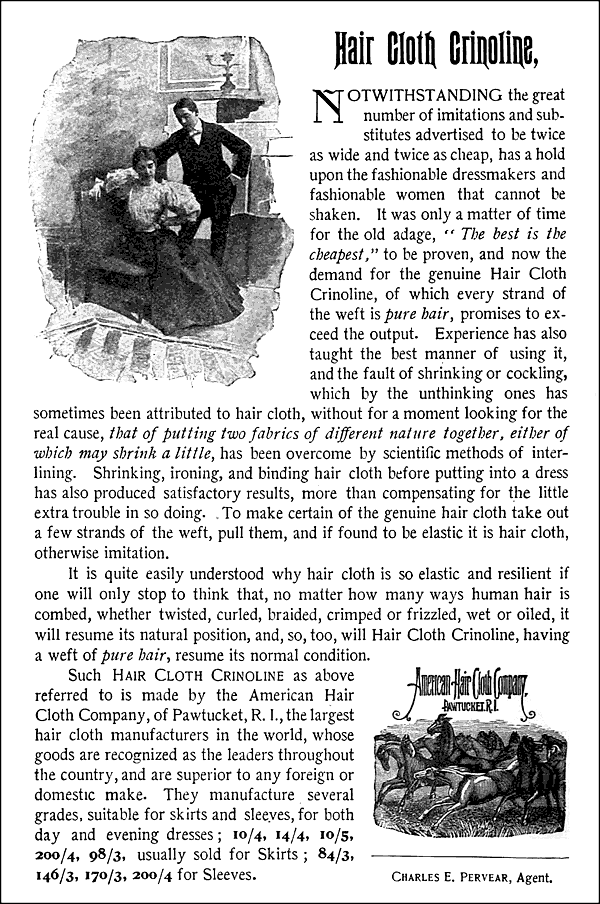 Hair Cloth Crinoline,
NOTWITHSTANDING the great
number of imitations and sub-
stitutes advertised to be twice
as wide and twice as cheap, has a hold
upon the fashionable dressmakers and
fashionable women that cannot be
shaken. It was only a matter of time
for the old adage, “ The best is the
cheapest,” to be proven, and now the
demand for the genuine Hair Cloth
Crinoline, of which every strand of
the weft is pure hair, promises to ex-
ceed the output. Experience has also
taught the best manner of using it,
and the fault of shrinking or cockling,
which by the unthinking ones has
sometimes been attributed to hair cloth, without for a moment looking for the
real cause, that of putting two fabrics of different nature together, either of
which may shrink a little, has been overcome by scientific methods of inter-
lining. Shrinking, ironing, and binding hair cloth before putting into a dress
has also produced satisfactory results, more than compensating for the little
extra trouble in so doing. To make certain of the genuine hair cloth take out
a few strands of the weft, pull them, and if found to be elastic it is hair cloth,
otherwise imitation.
It is quite easily understood why hair cloth is so elastic and resilient if
one will only stop to think that, no matter how many ways human hair is
combed, whether twisted, curled, braided, crimped or frizzled, wet or oiled, it
will resume its natural position, and, so, too, will Hair Cloth Crinoline, having
a weft of pure hair, resume its normal condition.
Such HAIR CLOTH CRINOLINE as above
referred to is made by the American Hair
Cloth Company, of Pawtucket, R. I., the largest
hair cloth manufacturers in the world, whose
goods are recognized as the leaders throughout
the country, and are superior to any foreign or
domestic make. They manufacture several
grades, suitable for skirts and sleeves, for both
day and evening dresses ; 10/4, 14/4, 10/5,
200/4, 98/3, usually sold for Skirts ; 84/3,
146/3, 170/3, 200/4 for Sleeves.
American Hair Cloth Company,
PAWTUCKET. R. I.
CHARLES E. PERVEAR, Agent.